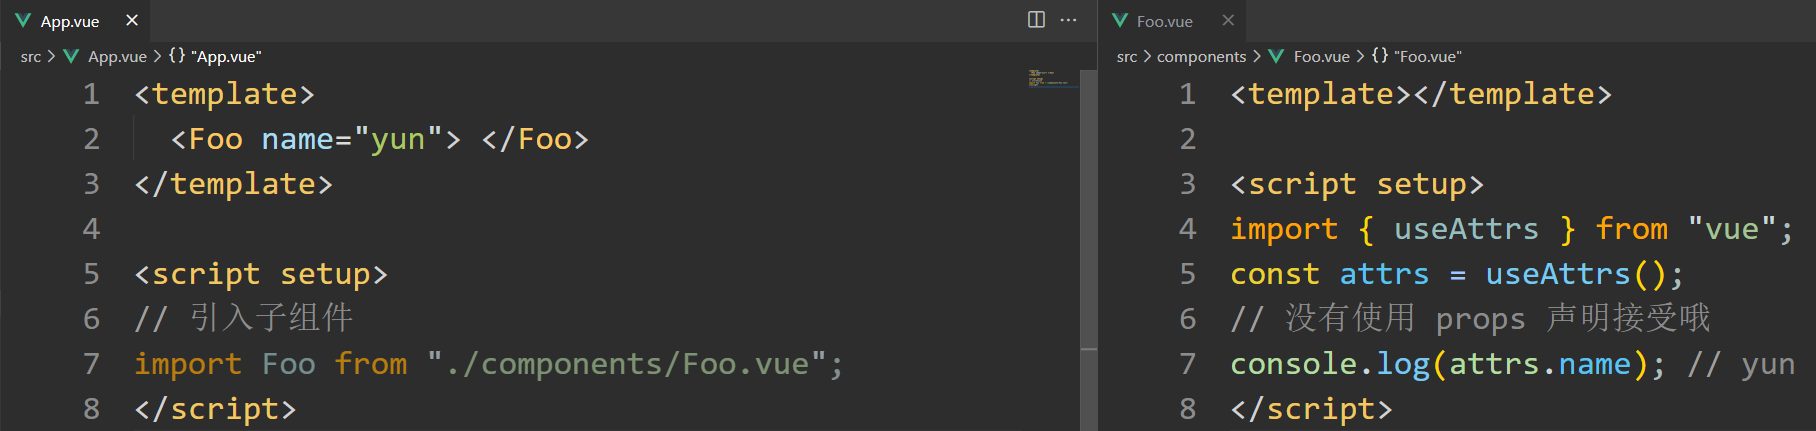 App.vue
src > App.vue > {} "App.vue"
1 <template>
2   <Foo name="yun"> </Foo>
3 </template>
4
5 <script setup>
6 // 引入子组件
7 import Foo from "./components/Foo.vue";
8 </script>
Foo.vue
src > components > Foo.vue > {} "Foo.vue"
1 <template></template>
2
3 <script setup>
4 import { useAttrs } from "vue";
5 const attrs = useAttrs();
6 // 没有使用 props 声明接受哦
7 console.log(attrs.name); // yun
8 </script>